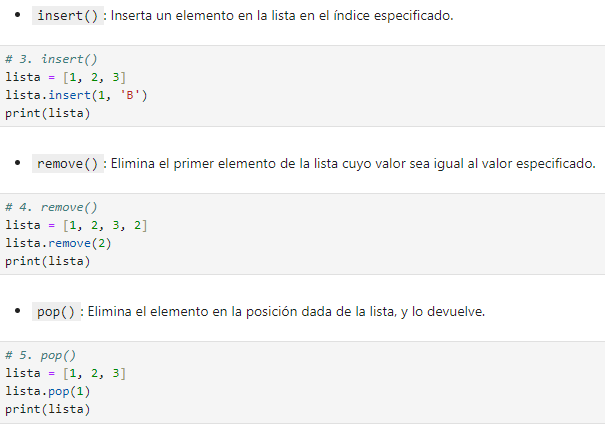 • insert() : Inserta un elemento en la lista en el índice especificado.
# 3. insert()
lista = [1, 2, 3]
lista.insert(1, 'B')
print(lista)
• remove() : Elimina el primer elemento de la lista cuyo valor sea igual al valor especificado.
# 4. remove()
lista = [1, 2, 3, 2]
lista.remove(2)
print(lista)
• pop() : Elimina el elemento en la posición dada de la lista, y lo devuelve.
# 5. pop()
lista = [1, 2, 3]
lista.pop(1)
print(lista)